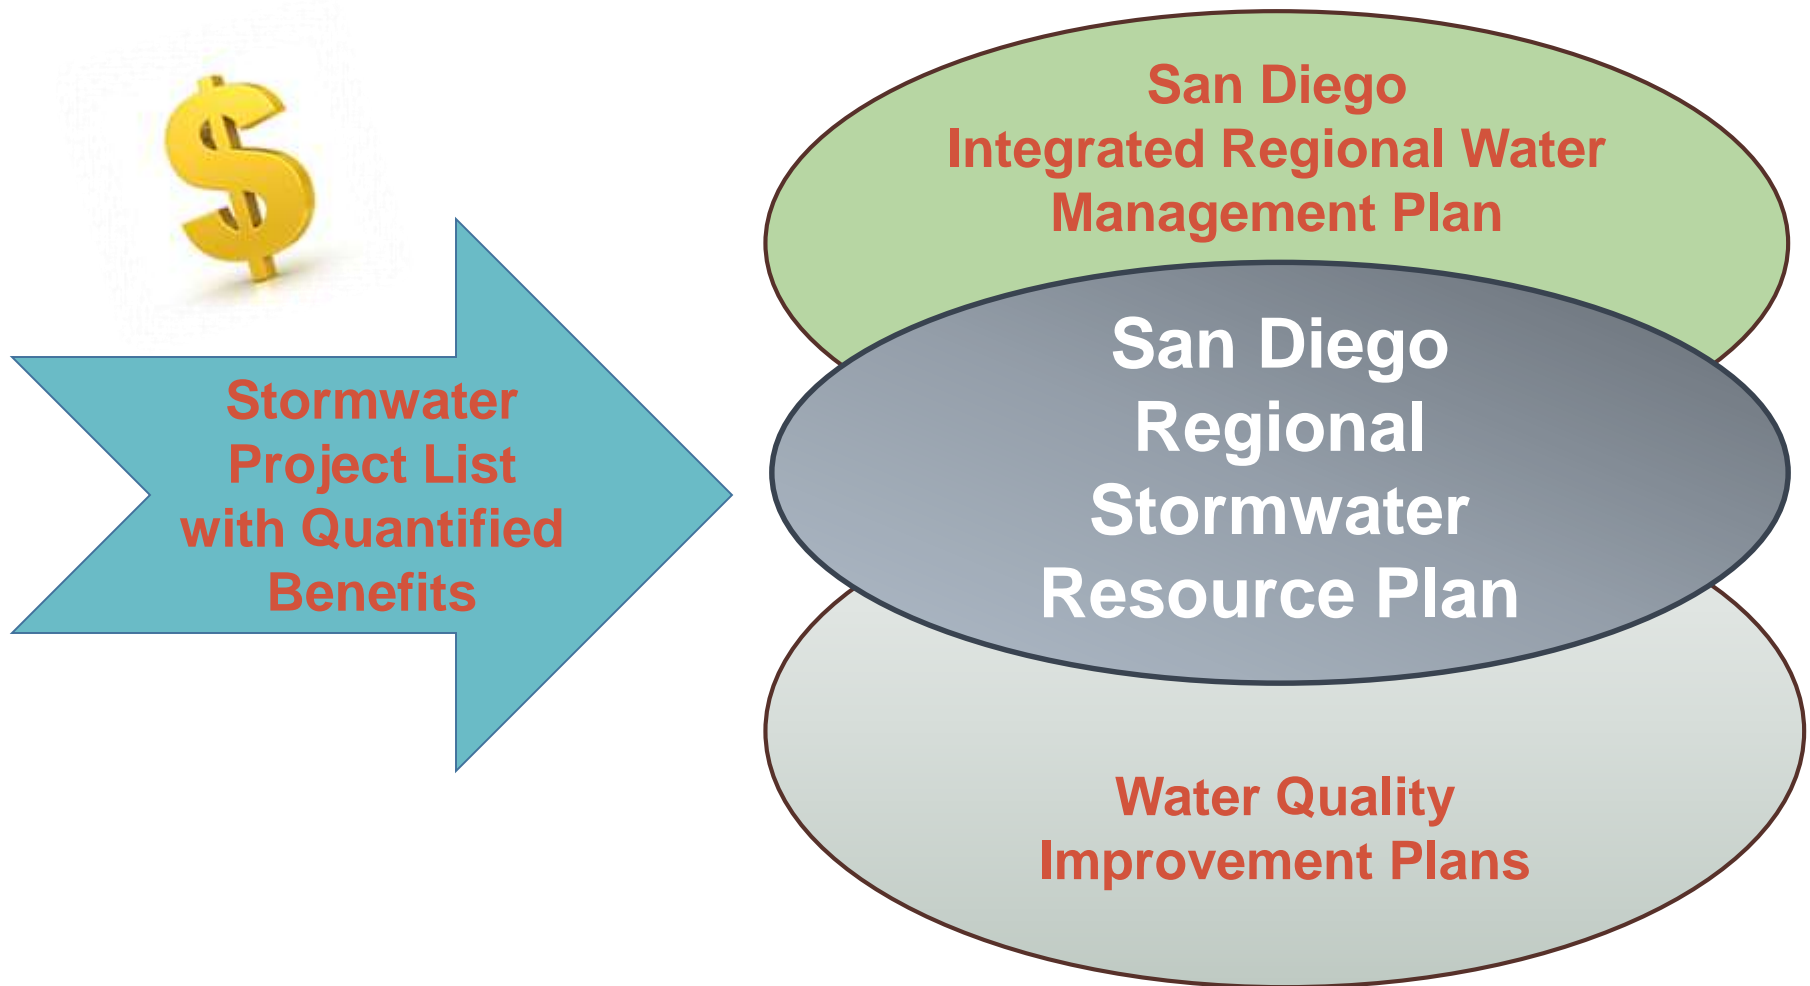 $
Stormwater
Project List
with Quantified
Benefits
San Diego
Integrated Regional Water
Management Plan
San Diego
Regional
Stormwater
Resource Plan
Water Quality
Improvement Plans